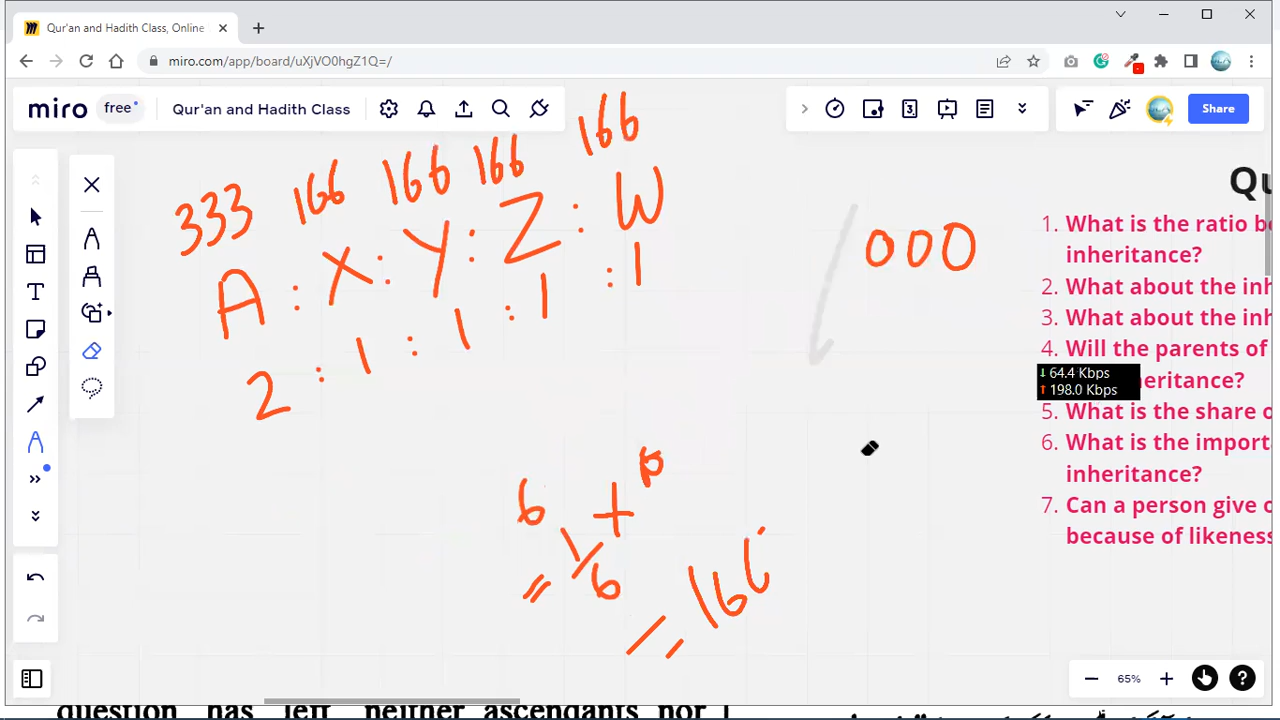 Qur'an and Hadith Class, Online
miro.com/app/board/uXjVO0hgZ1Q=/
miro free Qur'an and Hadith Class
Share
333 166 166 166 166
A : X : Y : Z : W
2 : 1 : 1 : 1 : 1
000
6 +
= 1/6
= 166
Qu
1. What is the ratio be
inheritance?
2. What about the inh
3. What about the inh
4. Will the parents of
heritance?
↓ 64.4 Kbps
↑ 198.0 Kbps
5. What is the share o
6. What is the import
inheritance?
7. Can a person give o
because of likeness
65%
question has left neither ascendants nor